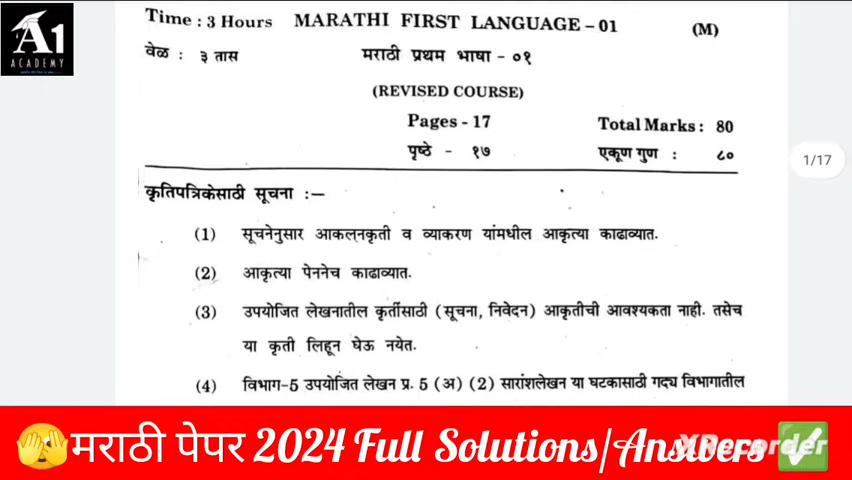 A1
ACADEMY
Time : 3 Hours MARATHI FIRST LANGUAGE – 01 (M)
वेळ : ३ तास मराठी प्रथम भाषा - ०१
(REVISED COURSE)
Pages - 17 Total Marks : 80
पृष्ठे - १७ एकूण गुण : ८०
1/17
कृतिपत्रिकेसाठी सूचना :—
(1) सूचनेनुसार आकलनकृती व व्याकरण यांमधील आकृत्या काढाव्यात.
(2) आकृत्या पेननेच काढाव्यात.
(3) उपयोजित लेखनातील कृतींसाठी (सूचना, निवेदन) आकृतीची आवश्यकता नाही. तसेच
या कृती लिहून घेऊ नयेत.
(4) विभाग-5 उपयोजित लेखन प्र. 5 (अ) (2) सारांशलेखन या घटकासाठी गद्य विभागातील
मराठी पेपर 2024 Full Solutions/Answers
XRecorder